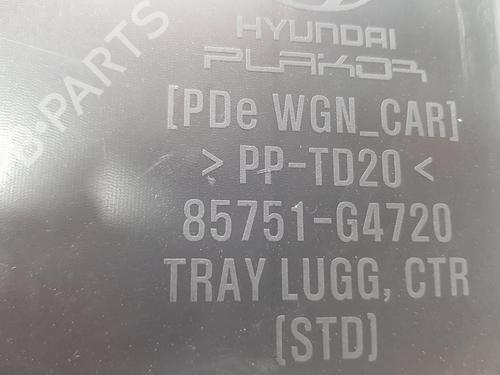 B-PARTS
HYUNDAI
PLAKOR
[PDe WGN_CAR]
> PP-TD20 <
85751-G4720
TRAY LUGG, CTR
(STD)